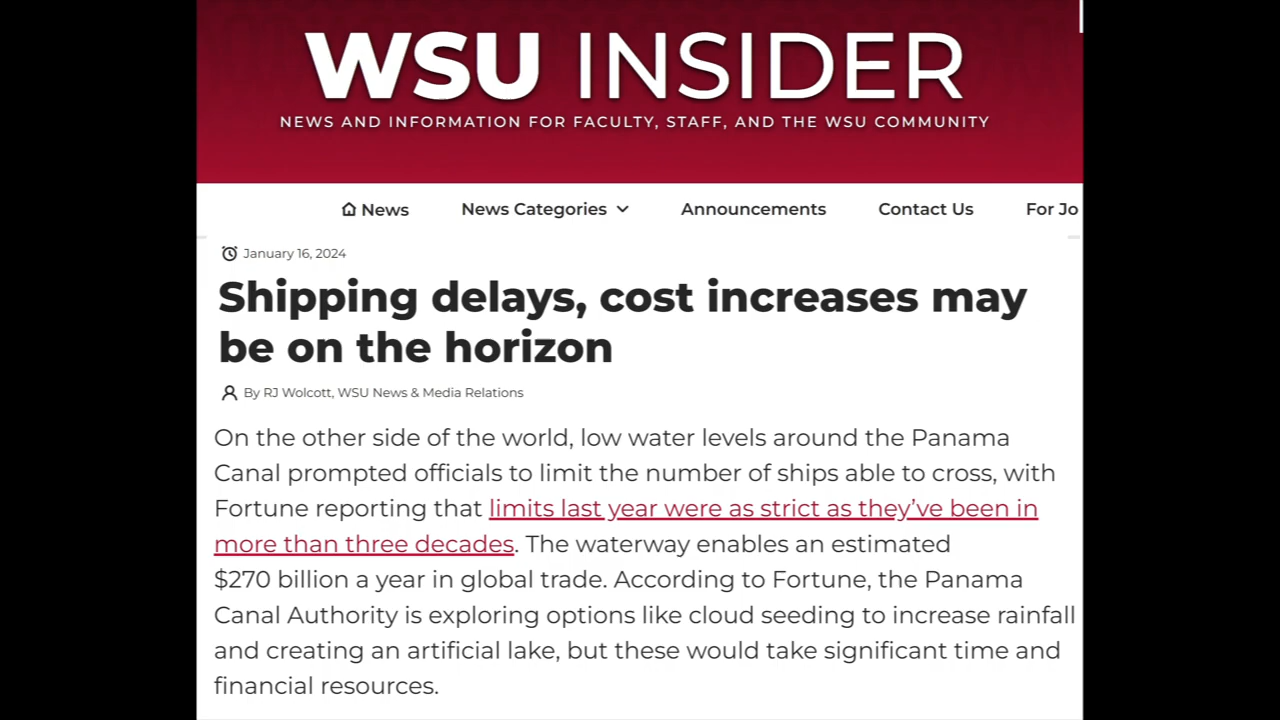 WSU INSIDER
NEWS AND INFORMATION FOR FACULTY, STAFF, AND THE WSU COMMUNITY
News News Categories Announcements Contact Us For Jo
January 16, 2024
Shipping delays, cost increases may
be on the horizon
By RJ Wolcott, WSU News & Media Relations
On the other side of the world, low water levels around the Panama
Canal prompted officials to limit the number of ships able to cross, with
Fortune reporting that limits last year were as strict as they’ve been in
more than three decades. The waterway enables an estimated
$270 billion a year in global trade. According to Fortune, the Panama
Canal Authority is exploring options like cloud seeding to increase rainfall
and creating an artificial lake, but these would take significant time and
financial resources.